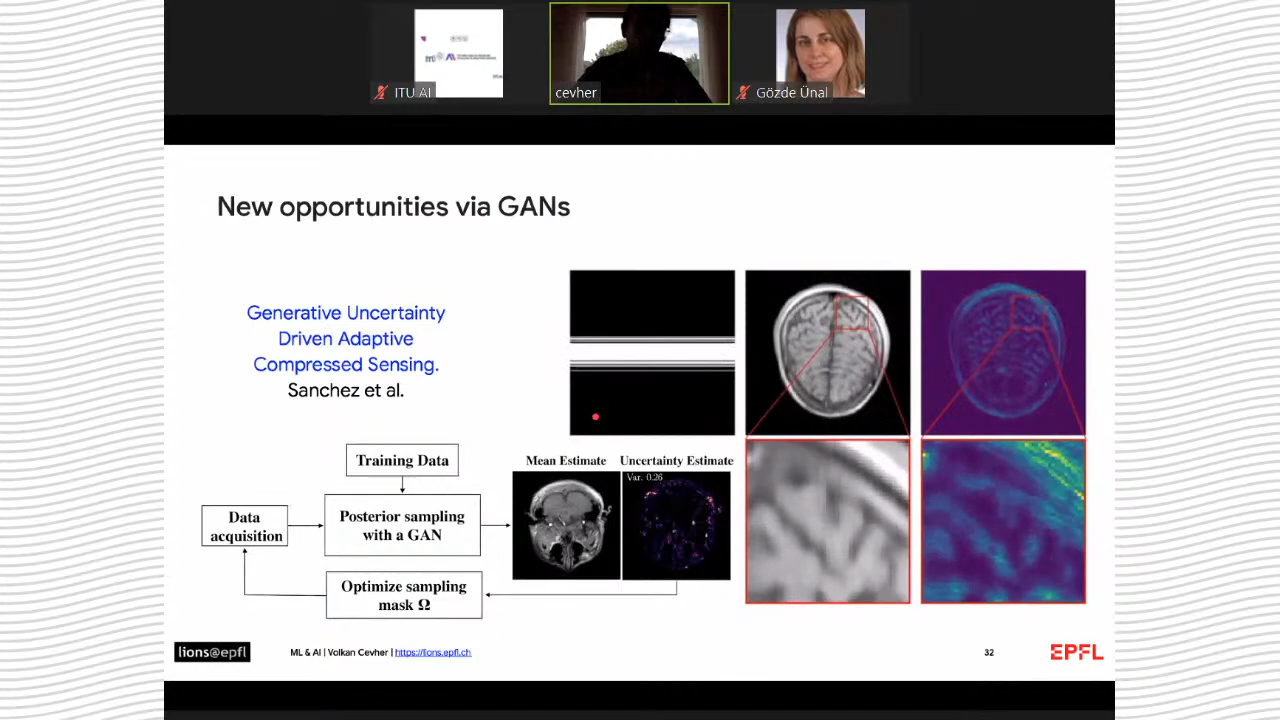 ITU AI
cevher
Gözde Ünal
New opportunities via GANs
Generative Uncertainty
Driven Adaptive
Compressed Sensing.
Sanchez et al.
Training Data
Data
acquisition
Posterior sampling
with a GAN
Optimize sampling
mask Ω
Mean Estimate
Uncertainty Estimate
Var. 0.26
lions@epfl
ML & AI | Volkan Cevher | https://lions.epfl.ch
32
EPFL